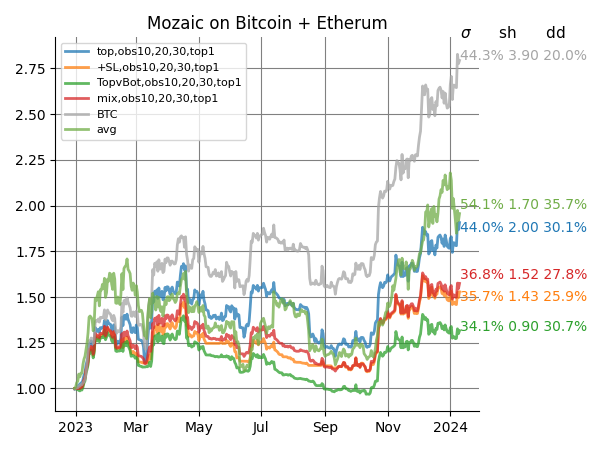 Mozaic on Bitcoin + Etherum
σ sh dd
top,obs10,20,30,top1
+SL,obs10,20,30,top1
TopvBot,obs10,20,30,top1
mix,obs10,20,30,top1
BTC
avg
44.3% 3.90 20.0%
54.1% 1.70 35.7%
44.0% 2.00 30.1%
36.8% 1.52 27.8%
35.7% 1.43 25.9%
34.1% 0.90 30.7%
2.75
2.50
2.25
2.00
1.75
1.50
1.25
1.00
2023 Mar May Jul Sep Nov 2024